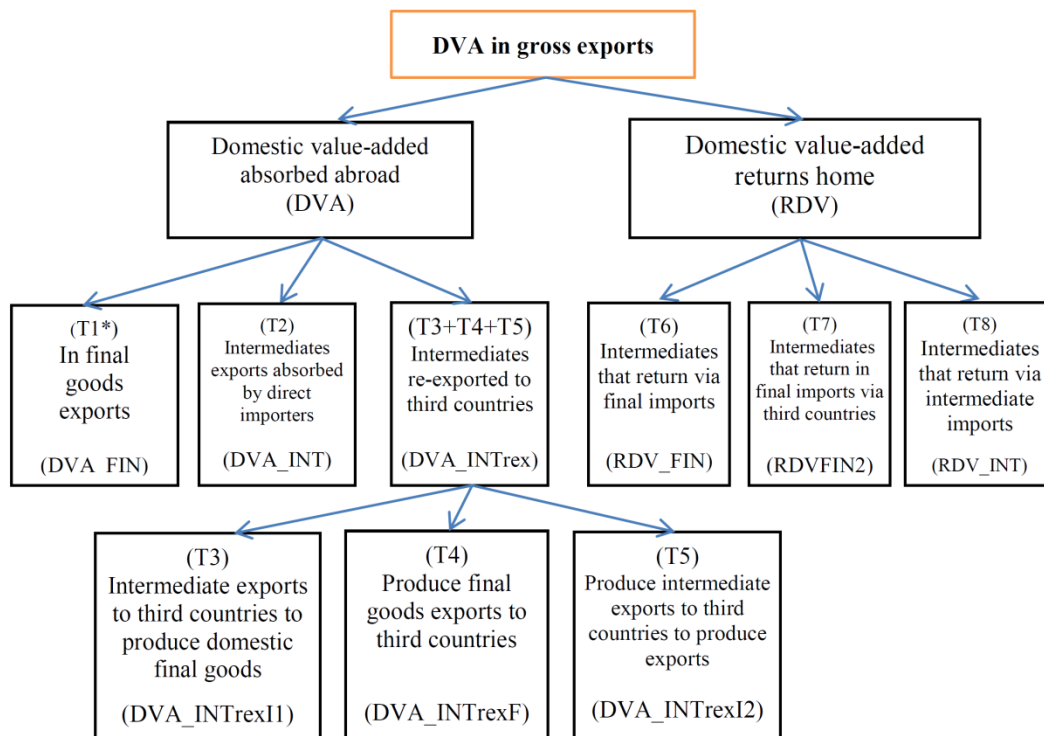 DVA in gross exports
Domestic value-added
absorbed abroad
(DVA)
Domestic value-added
returns home
(RDV)
(T1*)
In final
goods
exports
(DVA_FIN)
(T2)
Intermediates
exports absorbed
by direct
importers
(DVA_INT)
(T3+T4+T5)
Intermediates
re-exported to
third countries
(DVA_INTrex)
(T6)
Intermediates
that return via
final imports
(RDV_FIN)
(T7)
Intermediates
that return in
final imports via
third countries
(RDVFIN2)
(T8)
Intermediates
that return via
intermediate
imports
(RDV_INT)
(T3)
Intermediate exports
to third countries to
produce domestic
final goods
(DVA_INTrexI1)
(T4)
Produce final
goods exports to
third countries
(DVA_INTrexF)
(T5)
Produce intermediate
exports to third
countries to produce
exports
(DVA_INTrexI2)